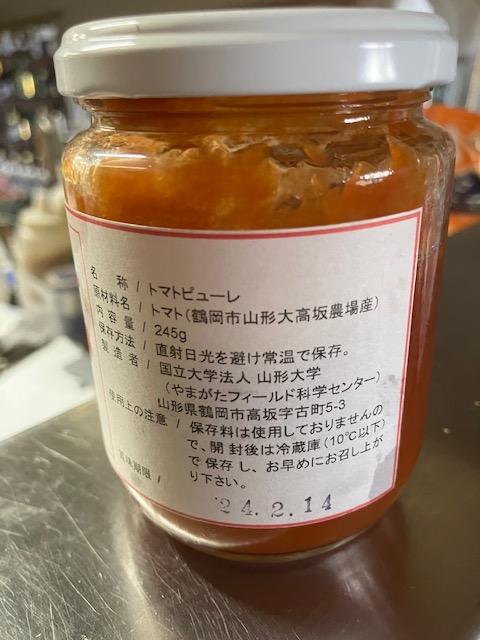 名 称 / トマトピューレ
原材料名 / トマト(鶴岡市山形大高坂農場産)
内 容 量 / 245g
保存方法 / 直射日光を避け常温で保存。
製 造 者 / 国立大学法人 山形大学
(やまがたフィールド科学センター)
山形県鶴岡市高坂字古町5-3
使用上の注意 / 保存料は使用しておりませんの
で、開封後は冷蔵庫(10℃以下)
で保存し、お早めにお召し上が
り下さい。
賞味期限 /
'24.2.14